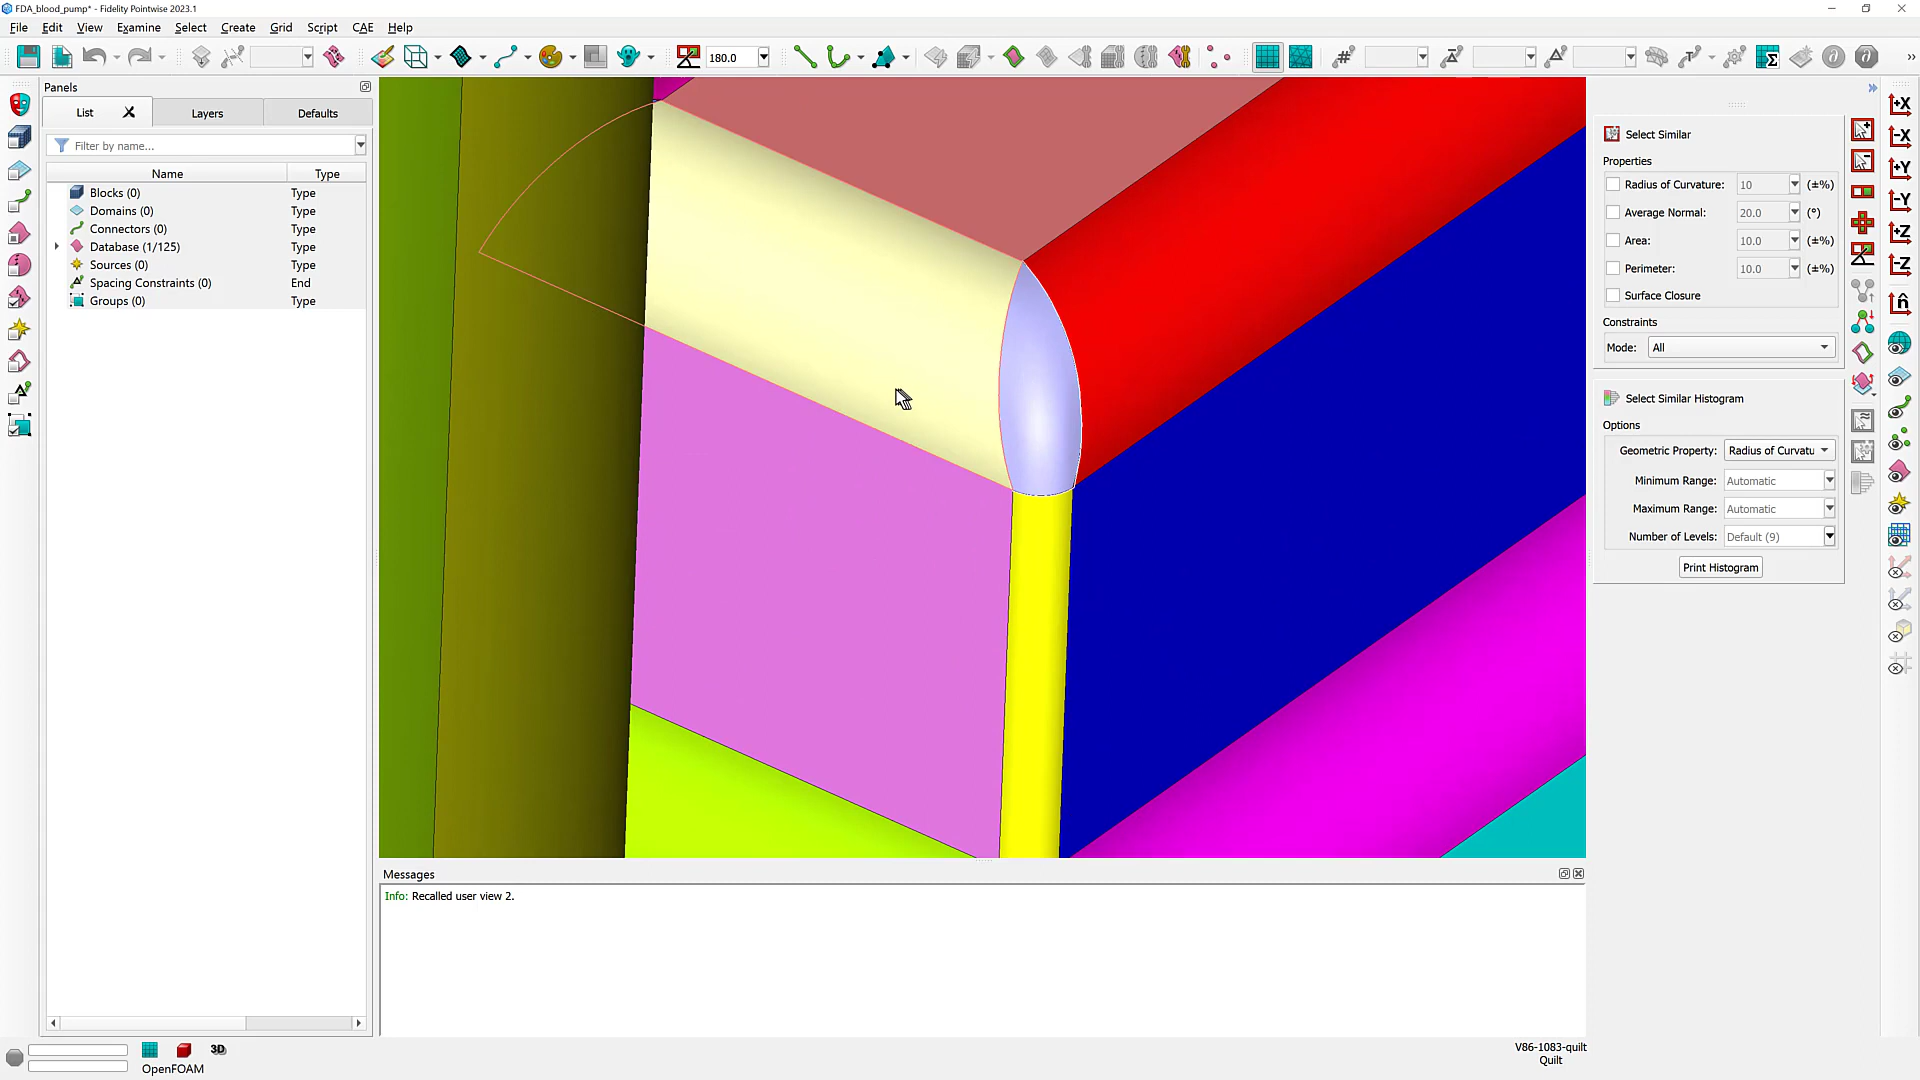 FDA_blood_pump* - Fidelity Pointwise 2023.1
File Edit View Examine Select Create Grid Script CAE Help
180.0
Panels
List Layers Defaults
Filter by name...
Name Type
Blocks (0) Type
Domains (0) Type
Connectors (0) Type
Database (1/125) Type
Sources (0) Type
Spacing Constraints (0) End
Groups (0) Type
Select Similar
Properties
Radius of Curvature: 10 (±%)
Average Normal: 20.0 (°)
Area: 10.0 (±%)
Perimeter: 10.0 (±%)
Surface Closure
Constraints
Mode: All
Select Similar Histogram
Options
Geometric Property: Radius of Curvatu
Minimum Range: Automatic
Maximum Range: Automatic
Number of Levels: Default (9)
Print Histogram
+X
-X
+Y
-Y
+Z
-Z
n̂
Messages
Info: Recalled user view 2.
3D
OpenFOAM
V86-1083-quilt
Quilt